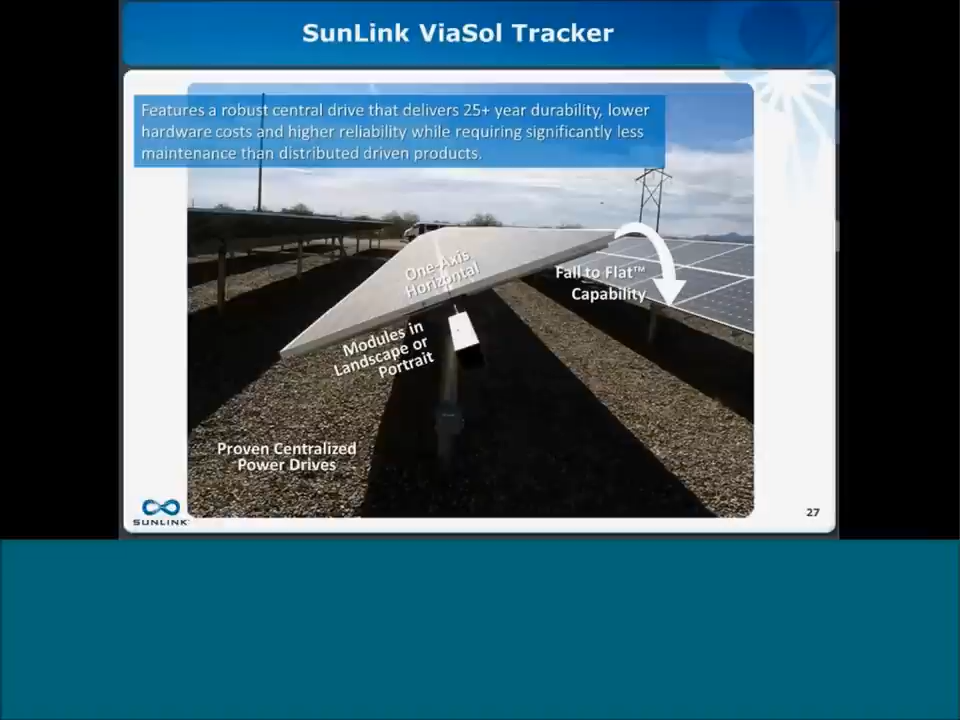 SunLink ViaSol Tracker
Features a robust central drive that delivers 25+ year durability, lower
hardware costs and higher reliability while requiring significantly less
maintenance than distributed driven products.
One-Axis
Horizontal
Fall to Flat™
Capability
Modules in
Landscape or
Portrait
Proven Centralized
Power Drives
SUNLINK
27